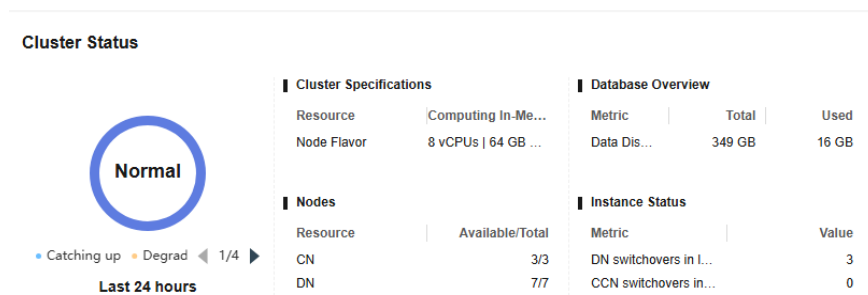 Cluster Status
Normal
Catching up Degrad 1/4
Last 24 hours
Cluster Specifications
Resource Computing In-Me...
Node Flavor 8 vCPUs | 64 GB ...
Nodes
Resource Available/Total
CN 3/3
DN 7/7
Database Overview
Metric Total Used
Data Dis... 349 GB 16 GB
Instance Status
Metric Value
DN switchovers in l... 3
CCN switchovers in... 0